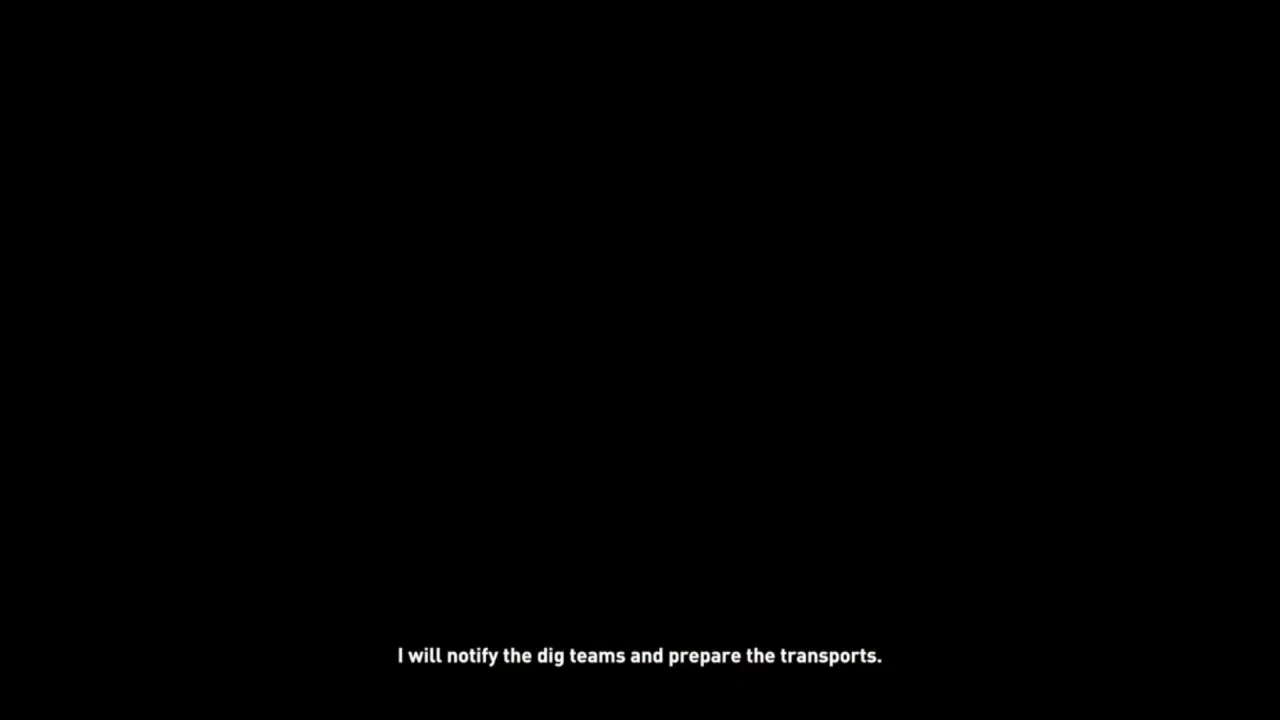 I will notify the dig teams and prepare the transports.